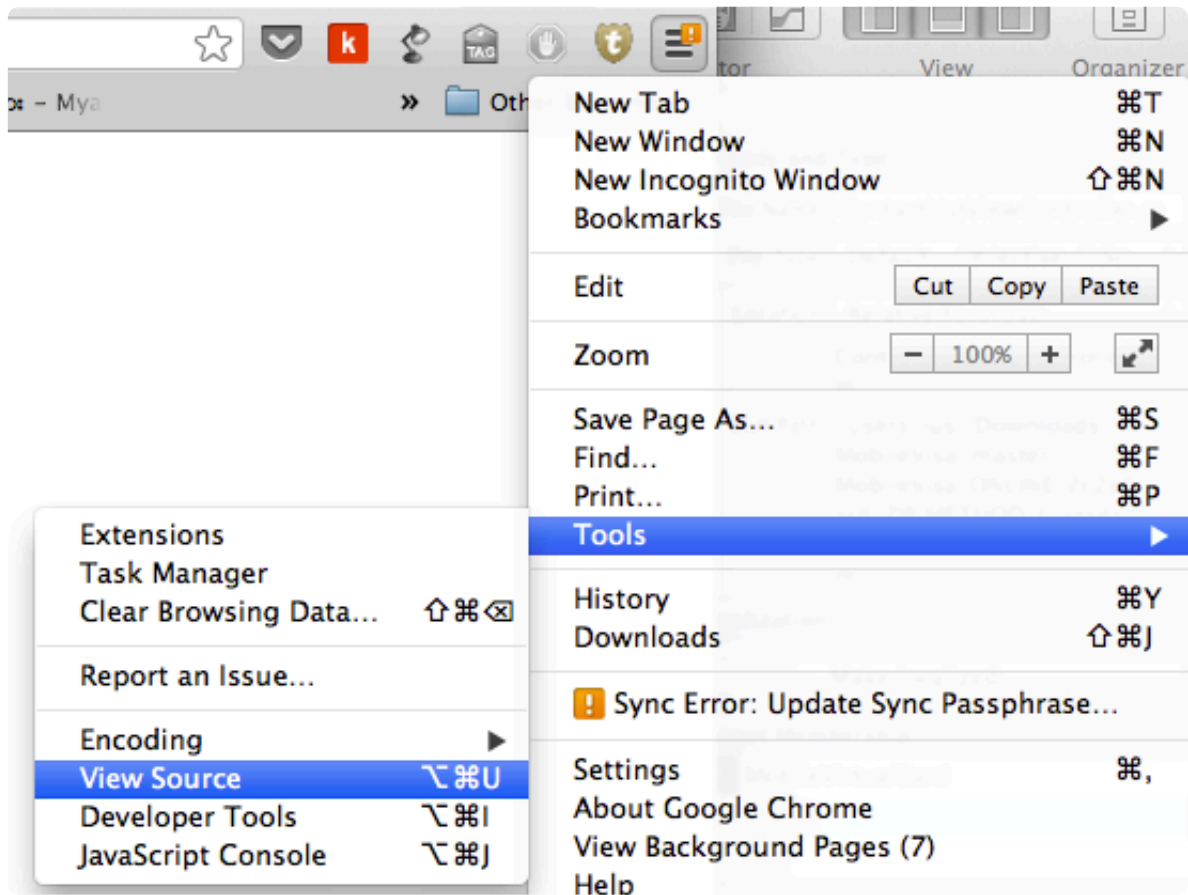 k
TAG
t
View
Organizer
– Mya
»
Oth
New Tab ⌘T
New Window ⌘N
New Incognito Window ⇧⌘N
Bookmarks ▶
Edit Cut Copy Paste
Zoom − 100% +
Save Page As... ⌘S
Find... ⌘F
Print... ⌘P
Tools ▶
History ⌘Y
Downloads ⇧⌘J
Sync Error: Update Sync Passphrase...
Settings ⌘,
About Google Chrome
View Background Pages (7)
Help
Extensions
Task Manager
Clear Browsing Data... ⇧⌘⌫
Report an Issue...
Encoding ▶
View Source ⌥⌘U
Developer Tools ⌥⌘I
JavaScript Console ⌥⌘J